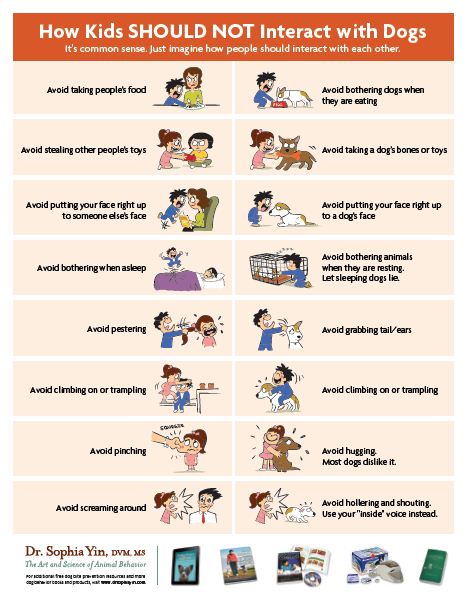 How Kids SHOULD NOT Interact with Dogs
It's common sense. Just imagine how people should interact with each other.
Avoid taking people's food
Avoid bothering dogs when
they are eating
Avoid stealing other people's toys
Avoid taking a dog's bones or toys
Avoid putting your face right up
to someone else's face
Avoid putting your face right up
to a dog's face
Avoid bothering when asleep
Avoid bothering animals
when they are resting.
Let sleeping dogs lie.
Avoid pestering
Avoid grabbing tail/ears
Avoid climbing on or trampling
Avoid climbing on or trampling
Avoid pinching
SQUEEZE
Avoid hugging.
Most dogs dislike it.
Avoid screaming around
Avoid hollering and shouting.
Use your "inside" voice instead.
Dr. Sophia Yin, DVM, MS
The Art and Science of Animal Behavior
For additional free dog bite prevention resources and more
dog behavior books and products, visit www.drsophiayin.com.